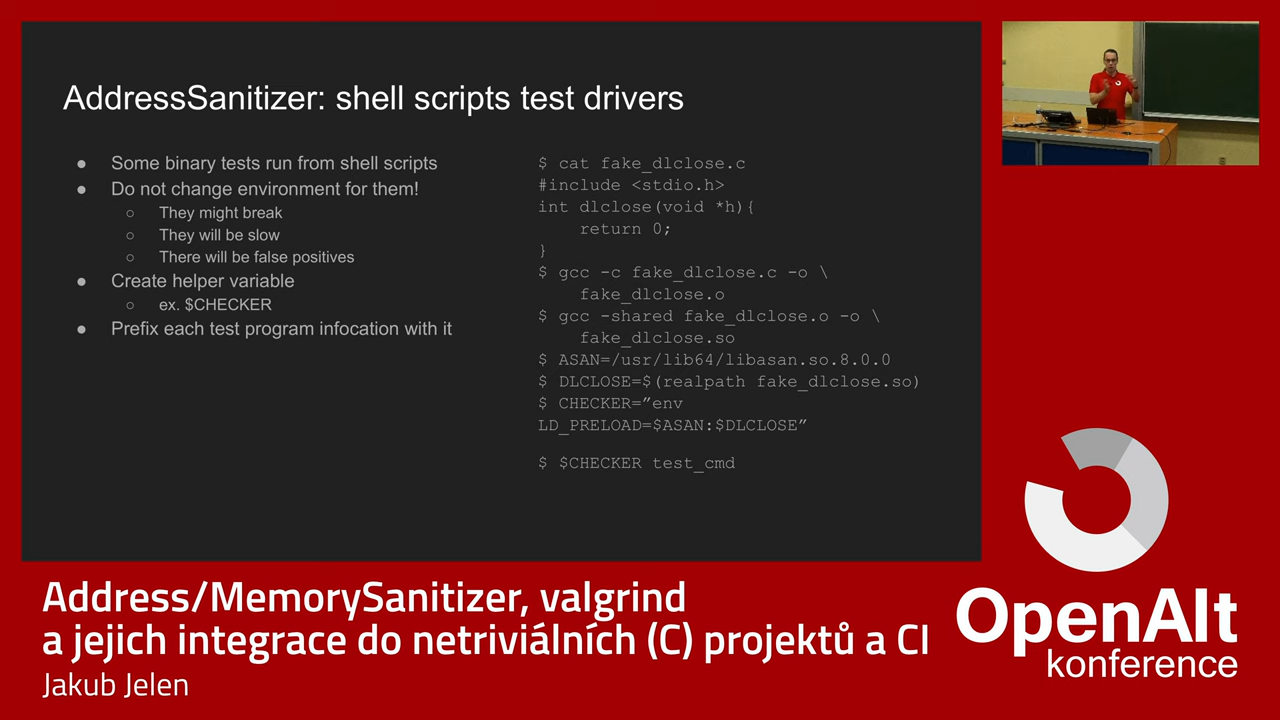 AddressSanitizer: shell scripts test drivers
● Some binary tests run from shell scripts
● Do not change environment for them!
○ They might break
○ They will be slow
○ There will be false positives
● Create helper variable
○ ex. $CHECKER
● Prefix each test program infocation with it
$ cat fake_dlclose.c
#include <stdio.h>
int dlclose(void *h){
    return 0;
}
$ gcc -c fake_dlclose.c -o \
    fake_dlclose.o
$ gcc -shared fake_dlclose.o -o \
    fake_dlclose.so
$ ASAN=/usr/lib64/libasan.so.8.0.0
$ DLCLOSE=$(realpath fake_dlclose.so)
$ CHECKER=”env
LD_PRELOAD=$ASAN:$DLCLOSE”
$ $CHECKER test_cmd
Address/MemorySanitizer, valgrind
a jejich integrace do netriviálních (C) projektů a CI
Jakub Jelen
OpenAlt
konference